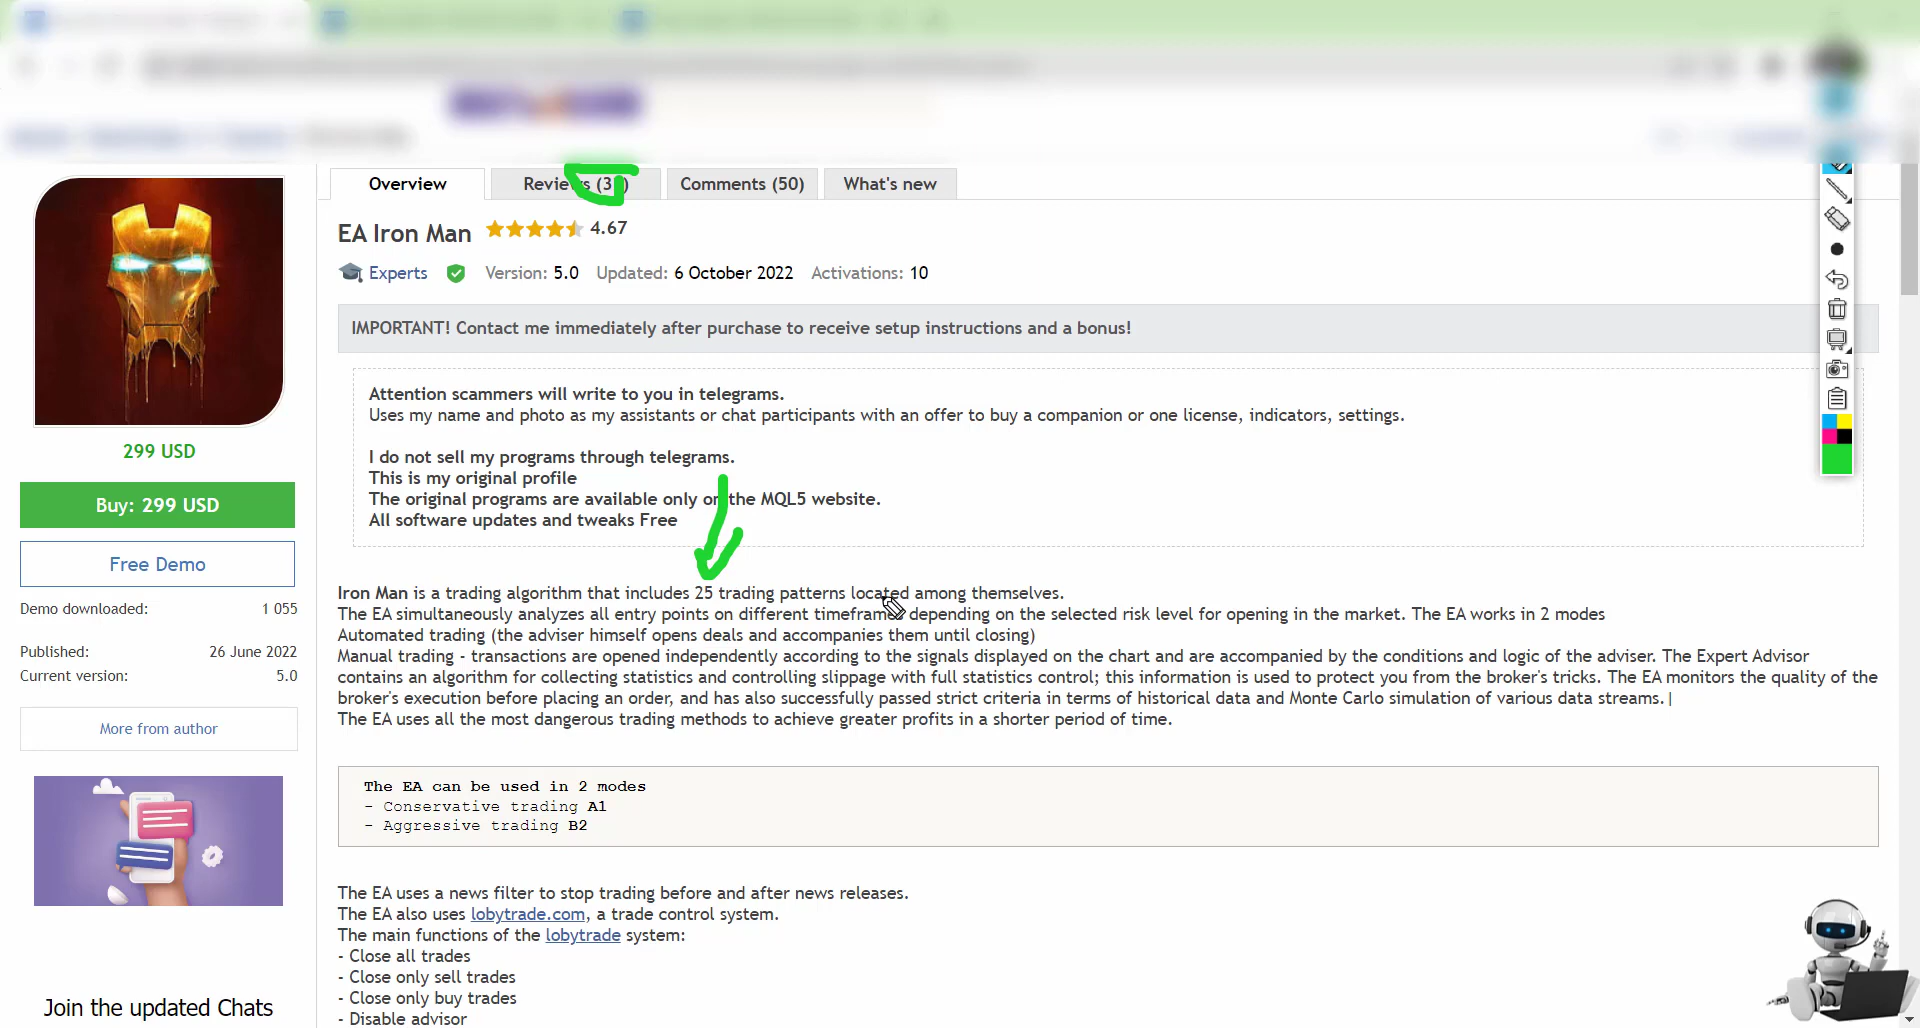 Overview
Comments (50)
What's new
EA Iron Man
4.67
Experts
Version: 5.0
Updated: 6 October 2022
Activations: 10
IMPORTANT! Contact me immediately after purchase to receive setup instructions and a bonus!
Attention scammers will write to you in telegrams.
Uses my name and photo as my assistants or chat participants with an offer to buy a companion or one license, indicators, settings.
I do not sell my programs through telegrams.
This is my original profile
The original programs are available only on the MQL5 website.
All software updates and tweaks Free
299 USD
Buy: 299 USD
Free Demo
Demo downloaded: 1 055
Published: 26 June 2022
Current version: 5.0
More from author
Join the updated Chats
Iron Man is a trading algorithm that includes 25 trading patterns located among themselves.
The EA simultaneously analyzes all entry points on different timeframes depending on the selected risk level for opening in the market. The EA works in 2 modes
Automated trading (the adviser himself opens deals and accompanies them until closing)
Manual trading - transactions are opened independently according to the signals displayed on the chart and are accompanied by the conditions and logic of the adviser. The Expert Advisor
contains an algorithm for collecting statistics and controlling slippage with full statistics control; this information is used to protect you from the broker's tricks. The EA monitors the quality of the
broker's execution before placing an order, and has also successfully passed strict criteria in terms of historical data and Monte Carlo simulation of various data streams.|
The EA uses all the most dangerous trading methods to achieve greater profits in a shorter period of time.
The EA can be used in 2 modes
- Conservative trading A1
- Aggressive trading B2
The EA uses a news filter to stop trading before and after news releases.
The EA also uses lobytrade.com, a trade control system.
The main functions of the lobytrade system:
- Close all trades
- Close only sell trades
- Close only buy trades
- Disable advisor